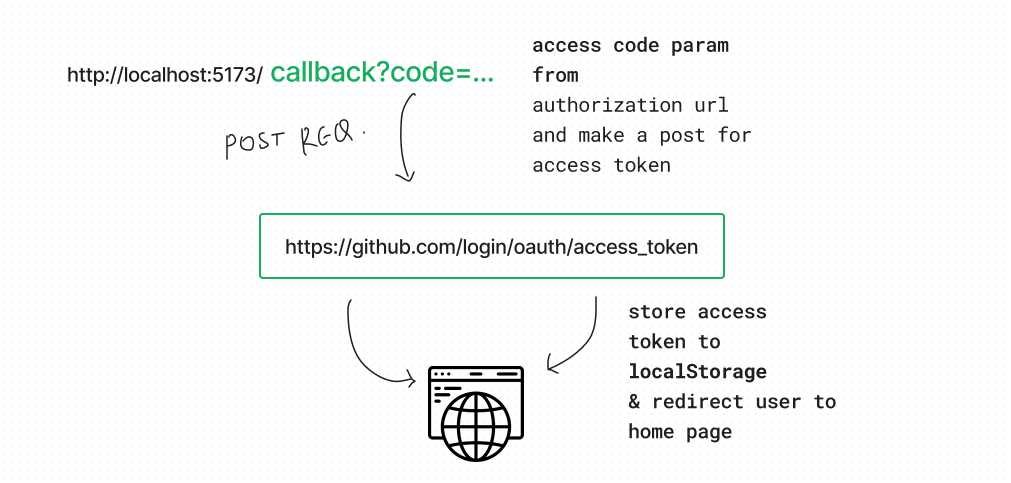 http://localhost:5173/ callback?code=...
access code param
from
authorization url
and make a post for
access token
POST REQ.
https://github.com/login/oauth/access_token
store access
token to
localStorage
& redirect user to
home page